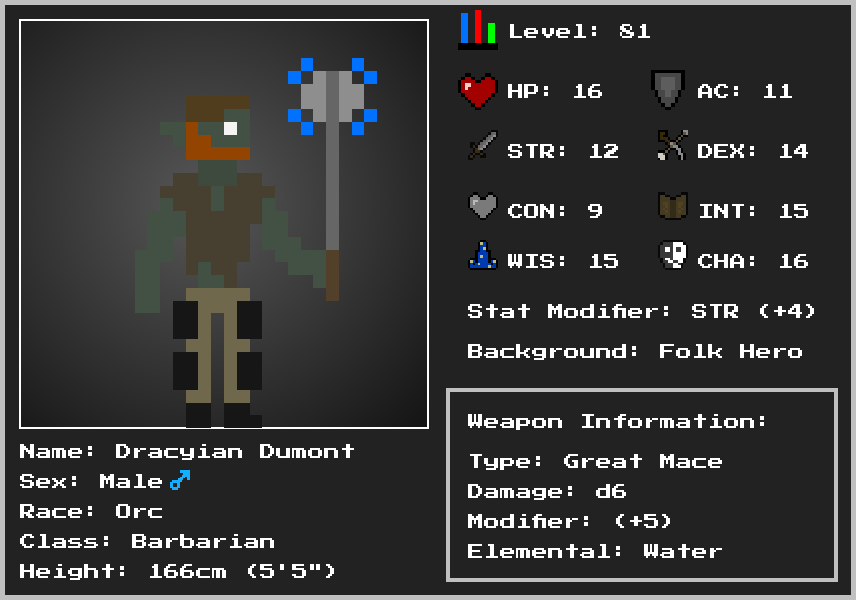 Level: 81
HP: 16 AC: 11
STR: 12 DEX: 14
CON: 9 INT: 15
WIS: 15 CHA: 16
Stat Modifier: STR (+4)
Background: Folk Hero
Weapon Information:
Type: Great Mace
Damage: d6
Modifier: (+5)
Elemental: Water
Name: Dracyian Dumont
Sex: Male♂
Race: Orc
Class: Barbarian
Height: 166cm (5'5")